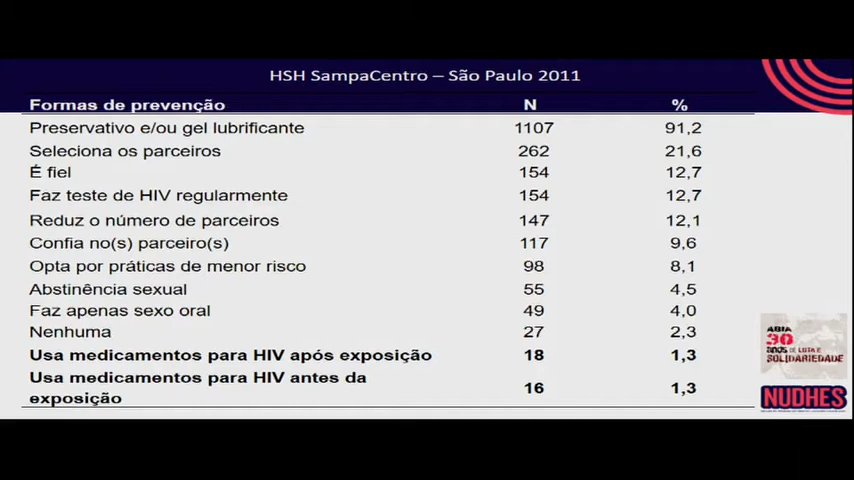 HSH SampaCentro – São Paulo 2011
Formas de prevenção N %
Preservativo e/ou gel lubrificante 1107 91,2
Seleciona os parceiros 262 21,6
É fiel 154 12,7
Faz teste de HIV regularmente 154 12,7
Reduz o número de parceiros 147 12,1
Confia no(s) parceiro(s) 117 9,6
Opta por práticas de menor risco 98 8,1
Abstinência sexual 55 4,5
Faz apenas sexo oral 49 4,0
Nenhuma 27 2,3
Usa medicamentos para HIV após exposição 18 1,3
Usa medicamentos para HIV antes da
exposição 16 1,3
ABIA
30
anos DE LUTA E
SOLIDARIEDADE
NUDHES